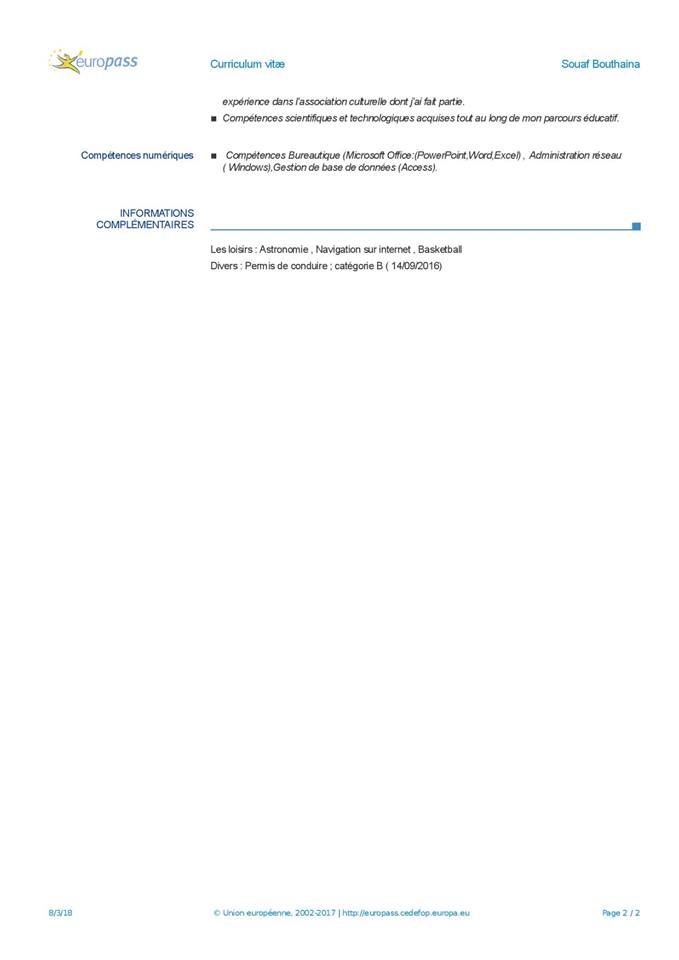 europass
Curriculum vitæ
Souaf Bouthaina
expérience dans l'association culturelle dont j'ai fait partie.
■ Compétences scientifiques et technologiques acquises tout au long de mon parcours éducatif.
Compétences numériques
■ Compétences Bureautique (Microsoft Office:(PowerPoint,Word,Excel) , Administration réseau
( Windows),Gestion de base de données (Access).
INFORMATIONS
COMPLÉMENTAIRES
Les loisirs : Astronomie , Navigation sur internet , Basketball
Divers : Permis de conduire ; catégorie B ( 14/09/2016)
8/3/18
© Union européenne, 2002-2017 | http://europass.cedefop.europa.eu
Page 2 / 2